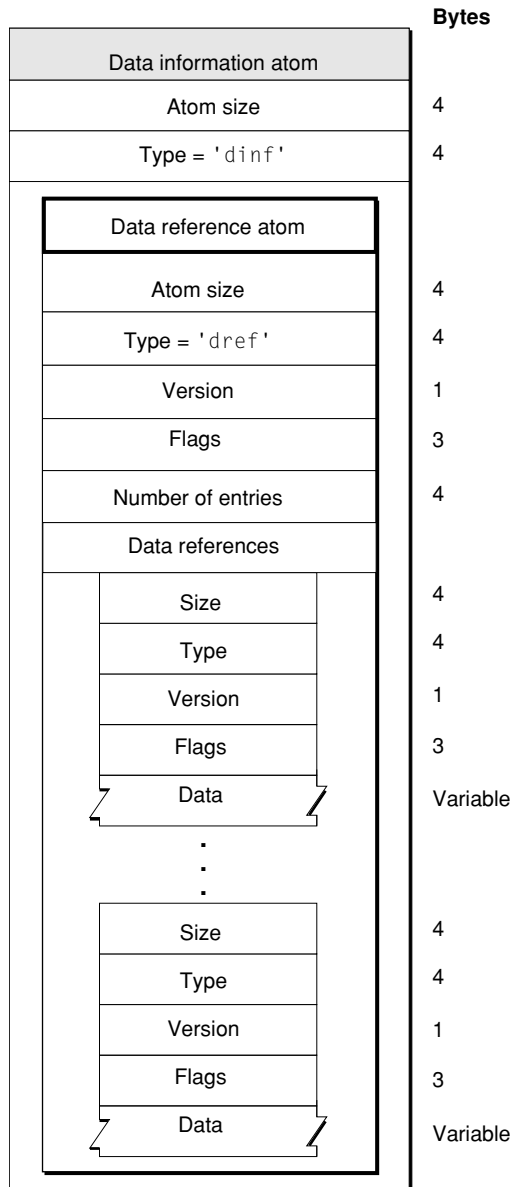 Bytes
Data information atom
Atom size 4
Type = 'dinf' 4
Data reference atom
Atom size 4
Type = 'dref' 4
Version 1
Flags 3
Number of entries 4
Data references
Size 4
Type 4
Version 1
Flags 3
Data Variable
Size 4
Type 4
Version 1
Flags 3
Data Variable